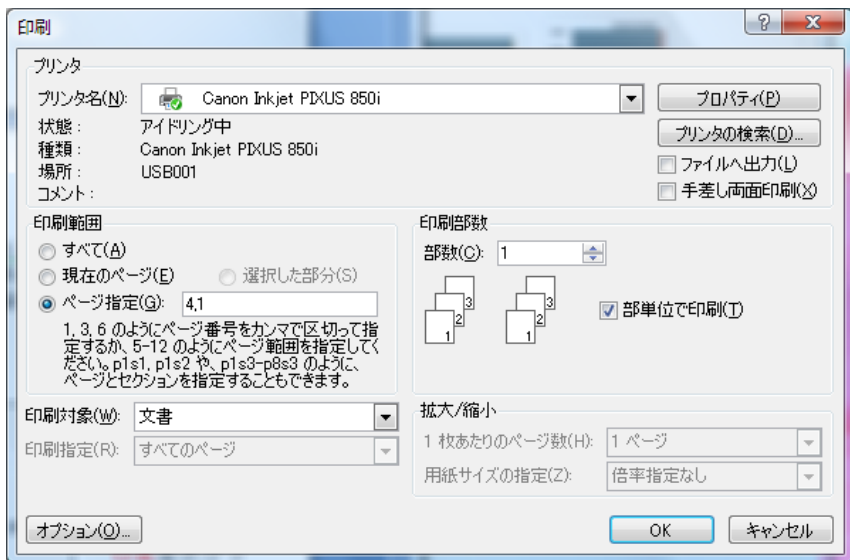 印刷
プリンタ
プリンタ名(N): Canon Inkjet PIXUS 850i
プロパティ(P)
状態: アイドリング中
プリンタの検索(D)...
種類: Canon Inkjet PIXUS 850i
場所: USB001
ファイルへ出力(L)
コメント:
手差し両面印刷(X)
印刷範囲
すべて(A)
現在のページ(E) 選択した部分(S)
ページ指定(G): 4,1
1, 3, 6 のようにページ番号をカンマで区切って指
定するか、5-12 のようにページ範囲を指定してく
ださい。p1s1, p1s2 や、p1s3-p8s3 のように、
ページとセクションを指定することもできます。
印刷部数
部数(C): 1
1 2 3 1 2 3
部単位で印刷(T)
印刷対象(W): 文書
印刷指定(R): すべてのページ
拡大/縮小
1 枚あたりのページ数(H): 1 ページ
用紙サイズの指定(Z): 倍率指定なし
オプション(O)...
OK キャンセル